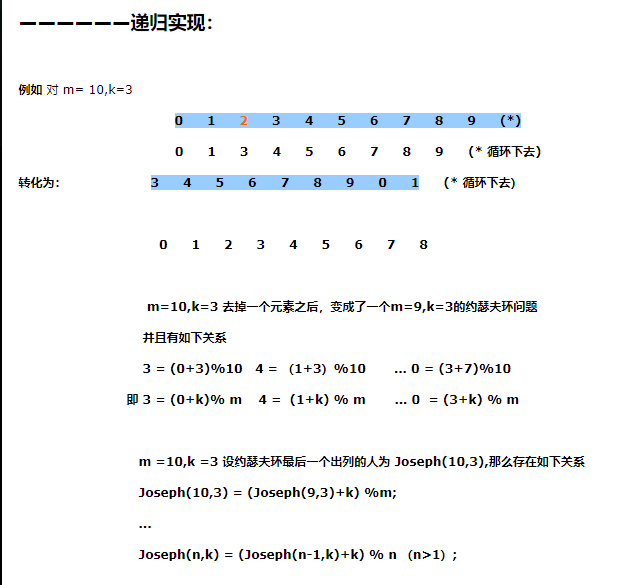 ——————递归实现：
例如 对 m= 10,k=3
0 1 2 3 4 5 6 7 8 9 （*）
0 1 3 4 5 6 7 8 9 （* 循环下去）
转化为： 3 4 5 6 7 8 9 0 1 （* 循环下去）
0 1 2 3 4 5 6 7 8
m=10,k=3 去掉一个元素之后，变成了一个m=9,k=3的约瑟夫环问题
并且有如下关系
3 = (0+3)%10 4 = （1+3）%10 ... 0 = (3+7)%10
即 3 = (0+k)% m 4 = (1+k) % m ... 0 = (3+k) % m
m =10,k =3 设约瑟夫环最后一个出列的人为 Joseph(10,3),那么存在如下关系
Joseph(10,3) = (Joseph(9,3)+k) %m;
...
Joseph(n,k) = (Joseph(n-1,k)+k) % n （n>1）;